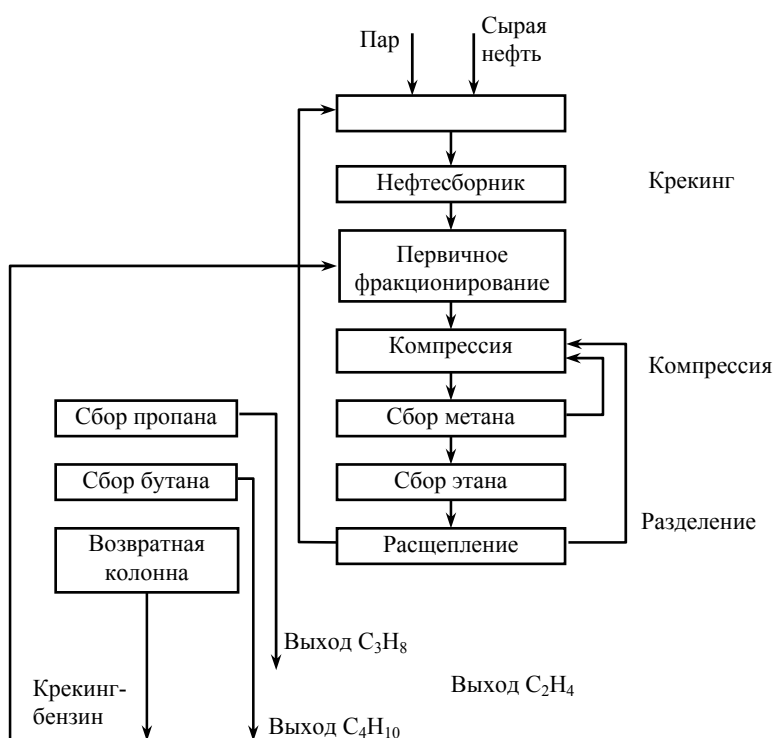 Пар
Сырая
нефть
Нефтесборник
Крекинг
Первичное
фракционирование
Компрессия
Компрессия
Сбор пропана
Сбор метана
Сбор бутана
Сбор этана
Возвратная
колонна
Расщепление
Разделение
Выход C₃H₈
Выход C₂H₄
Крекинг-
бензин
Выход C₄H₁₀